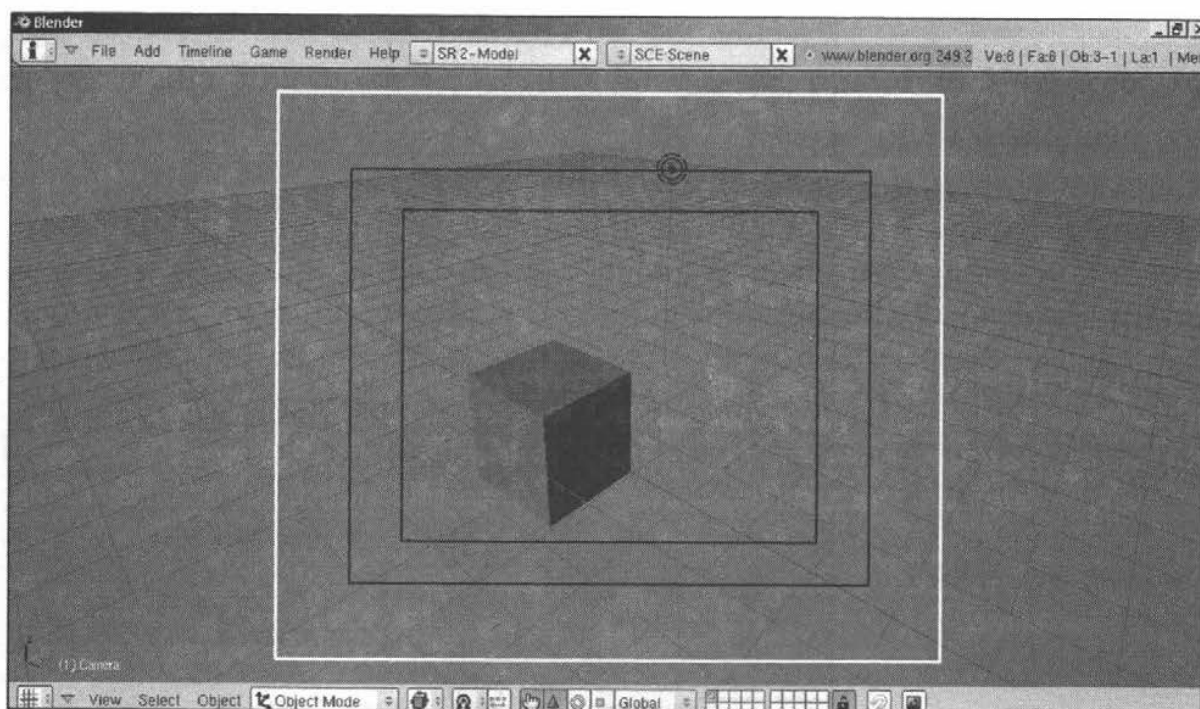 Blender
File Add Timeline Game Render Help SR:2-Model SCE:Scene www.blender.org 249.2 Ve:8 | Fa:6 | Ob:3-1 | La:1 | Me
(1) Camera
View Select Object Object Mode Global